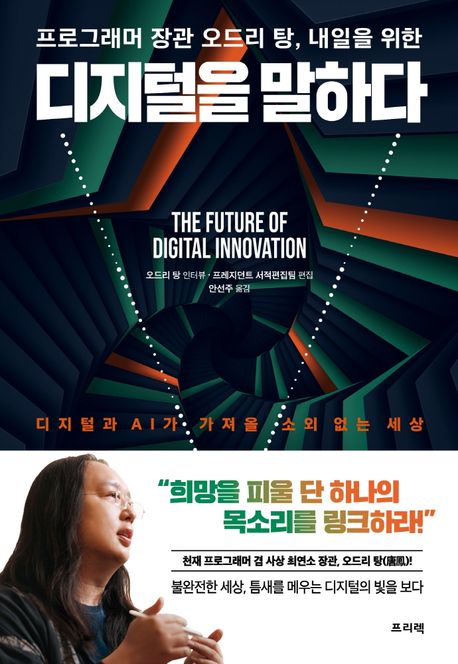 프로그래머 장관 오드리 탕, 내일을 위한
디지털을 말하다
THE FUTURE OF
DIGITAL INNOVATION
오드리 탕 인터뷰 · 프레지던트 서적편집팀 편집
안선주 옮김
디지털과 AI가 가져올 소외 없는 세상
“희망을 피울 단 하나의
목소리를 링크하라!”
천재 프로그래머 겸 사상 최연소 장관, 오드리 탕(唐鳳)!
불완전한 세상, 틈새를 메우는 디지털의 빛을 보다
프리렉